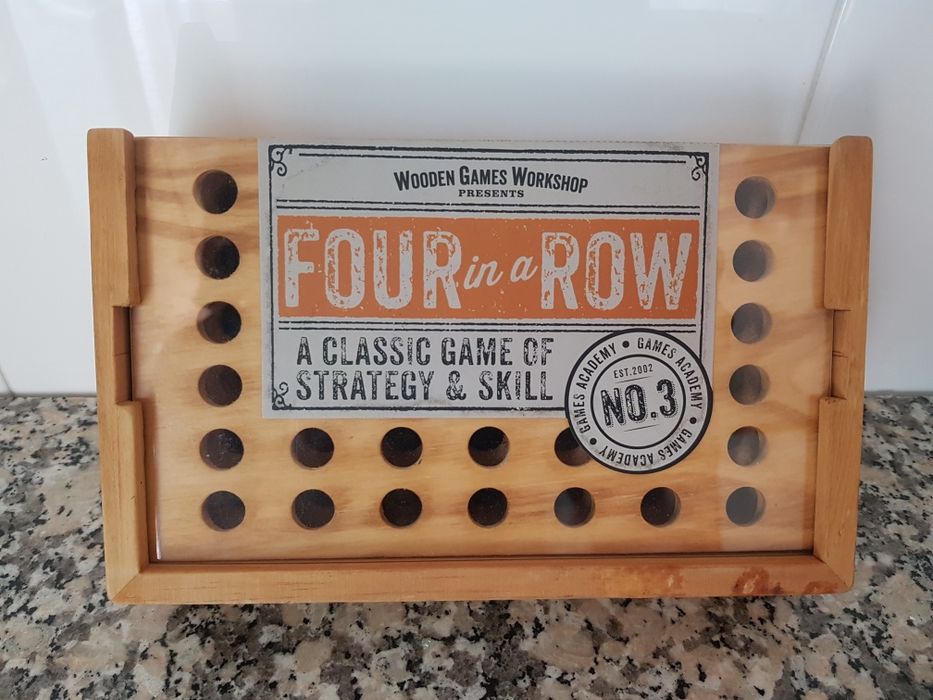 WOODEN GAMES WORKSHOP
PRESENTS
FOUR in a ROW
A CLASSIC GAME OF
STRATEGY & SKILL
GAMES ACADEMY • GAMES ACADEMY • GAMES ACADEMY •
EST.2002
NO.3